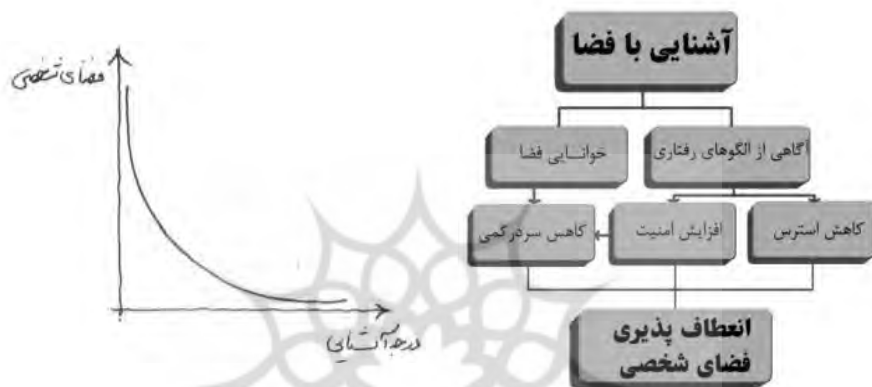 آشنایی با فضا
آگاهی از الگوهای رفتاری
خوانایی فضا
کاهش استرس
افزایش امنیت
کاهس سردرگمی
انعطاف پذیری
فضای شخصی
فضای شخصی
درجه آشنایی